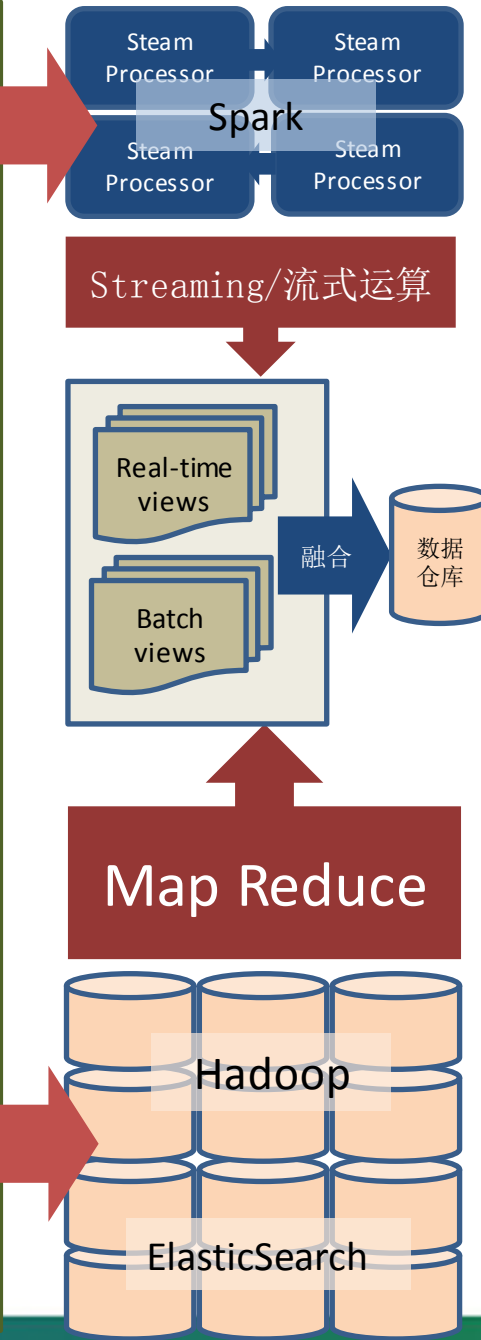 Steam
Processor
Steam
Processor
Spark
Steam
Processor
Steam
Processor
Streaming/流式运算
Real-time
views
融合
数据
仓库
Batch
views
Map Reduce
Hadoop
ElasticSearch